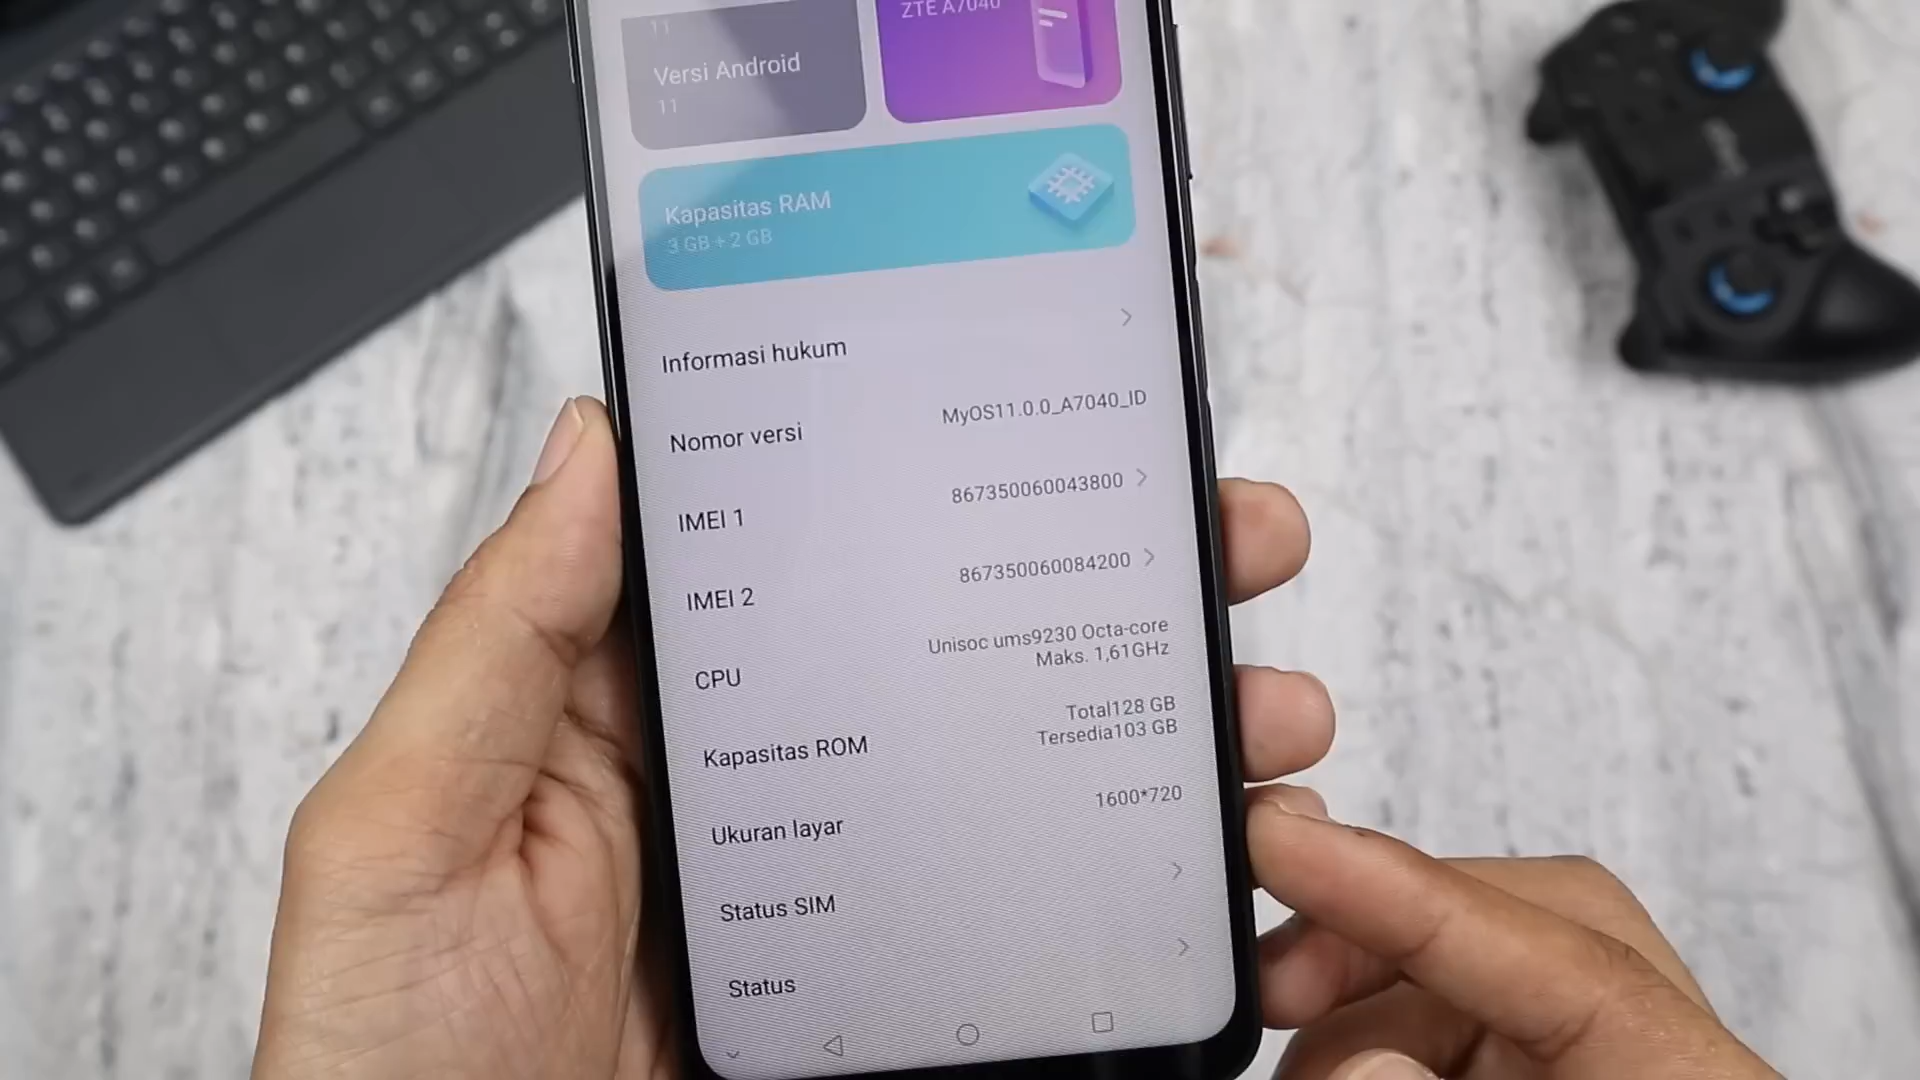 11
ZTE A7040
Versi Android
11
Kapasitas RAM
3 GB + 2 GB
Informasi hukum
Nomor versi
MyOS11.0.0_A7040_ID
IMEI 1
867350060043800
IMEI 2
867350060084200
CPU
Unisoc ums9230 Octa-core
Maks. 1,61GHz
Kapasitas ROM
Total128 GB
Tersedia103 GB
Ukuran layar
1600*720
Status SIM
Status